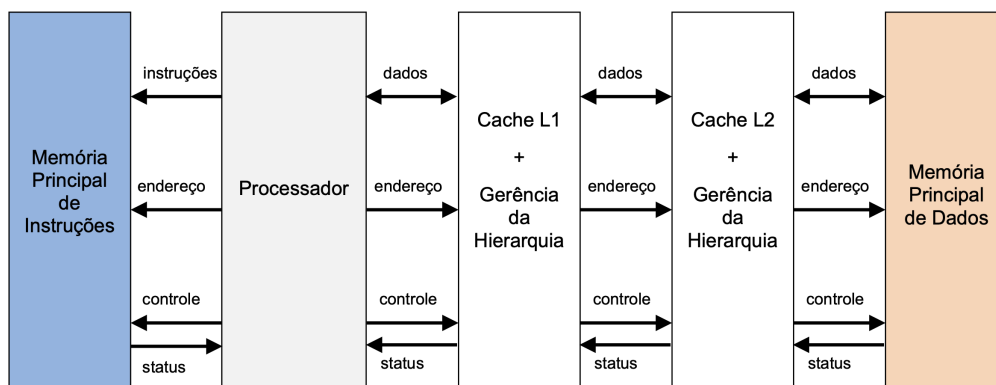 instruções
dados
dados
dados
Memória
Principal
de
Instruções
endereço
Processador
endereço
Cache L1
+
Gerência
da
Hierarquia
endereço
Cache L2
+
Gerência
da
Hierarquia
endereço
Memória
Principal
de Dados
controle
controle
controle
controle
status
status
status
status